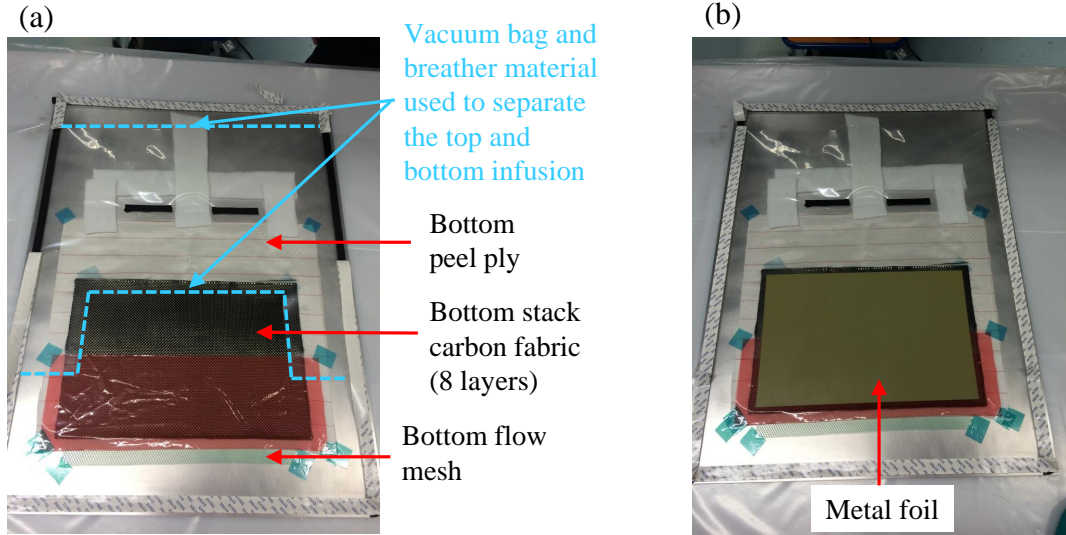 (a)
Vacuum bag and
breather material
used to separate
the top and
bottom infusion
Bottom
peel ply
Bottom stack
carbon fabric
(8 layers)
Bottom flow
mesh
(b)
Metal foil